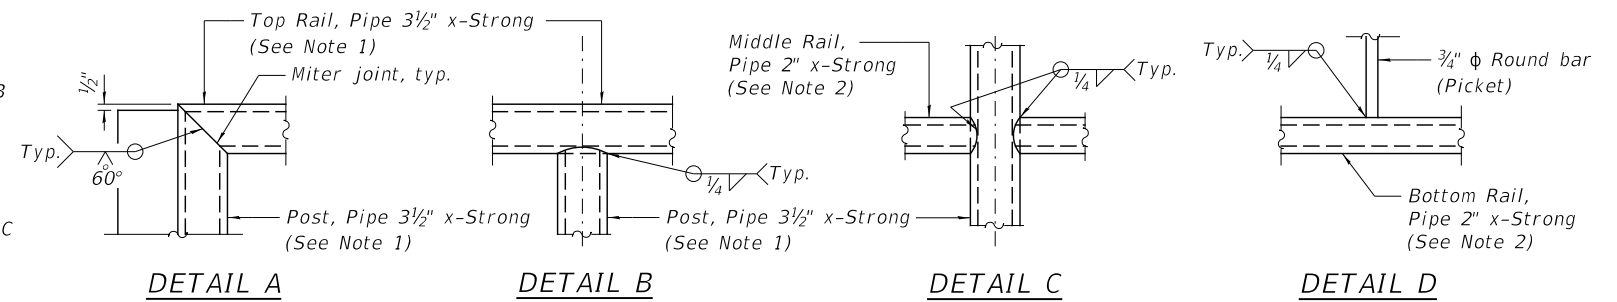 B
C
1/2"
Top Rail, Pipe 3½" x-Strong
(See Note 1)
Miter joint, typ.
Typ.
60°
Post, Pipe 3½" x-Strong
(See Note 1)
DETAIL A
1/4
Typ.
Post, Pipe 3½" x-Strong
(See Note 1)
DETAIL B
Middle Rail,
Pipe 2" x-Strong
(See Note 2)
1/4
Typ.
DETAIL C
Typ.
1/4
¾" ϕ Round bar
(Picket)
Bottom Rail,
Pipe 2" x-Strong
(See Note 2)
DETAIL D